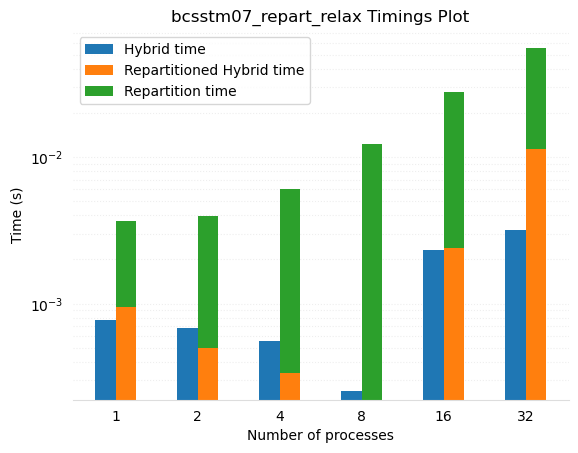 bcsstm07_repart_relax Timings Plot
Hybrid time
Repartitioned Hybrid time
Repartition time
Time (s)
10⁻²
10⁻³
1 2 4 8 16 32
Number of processes